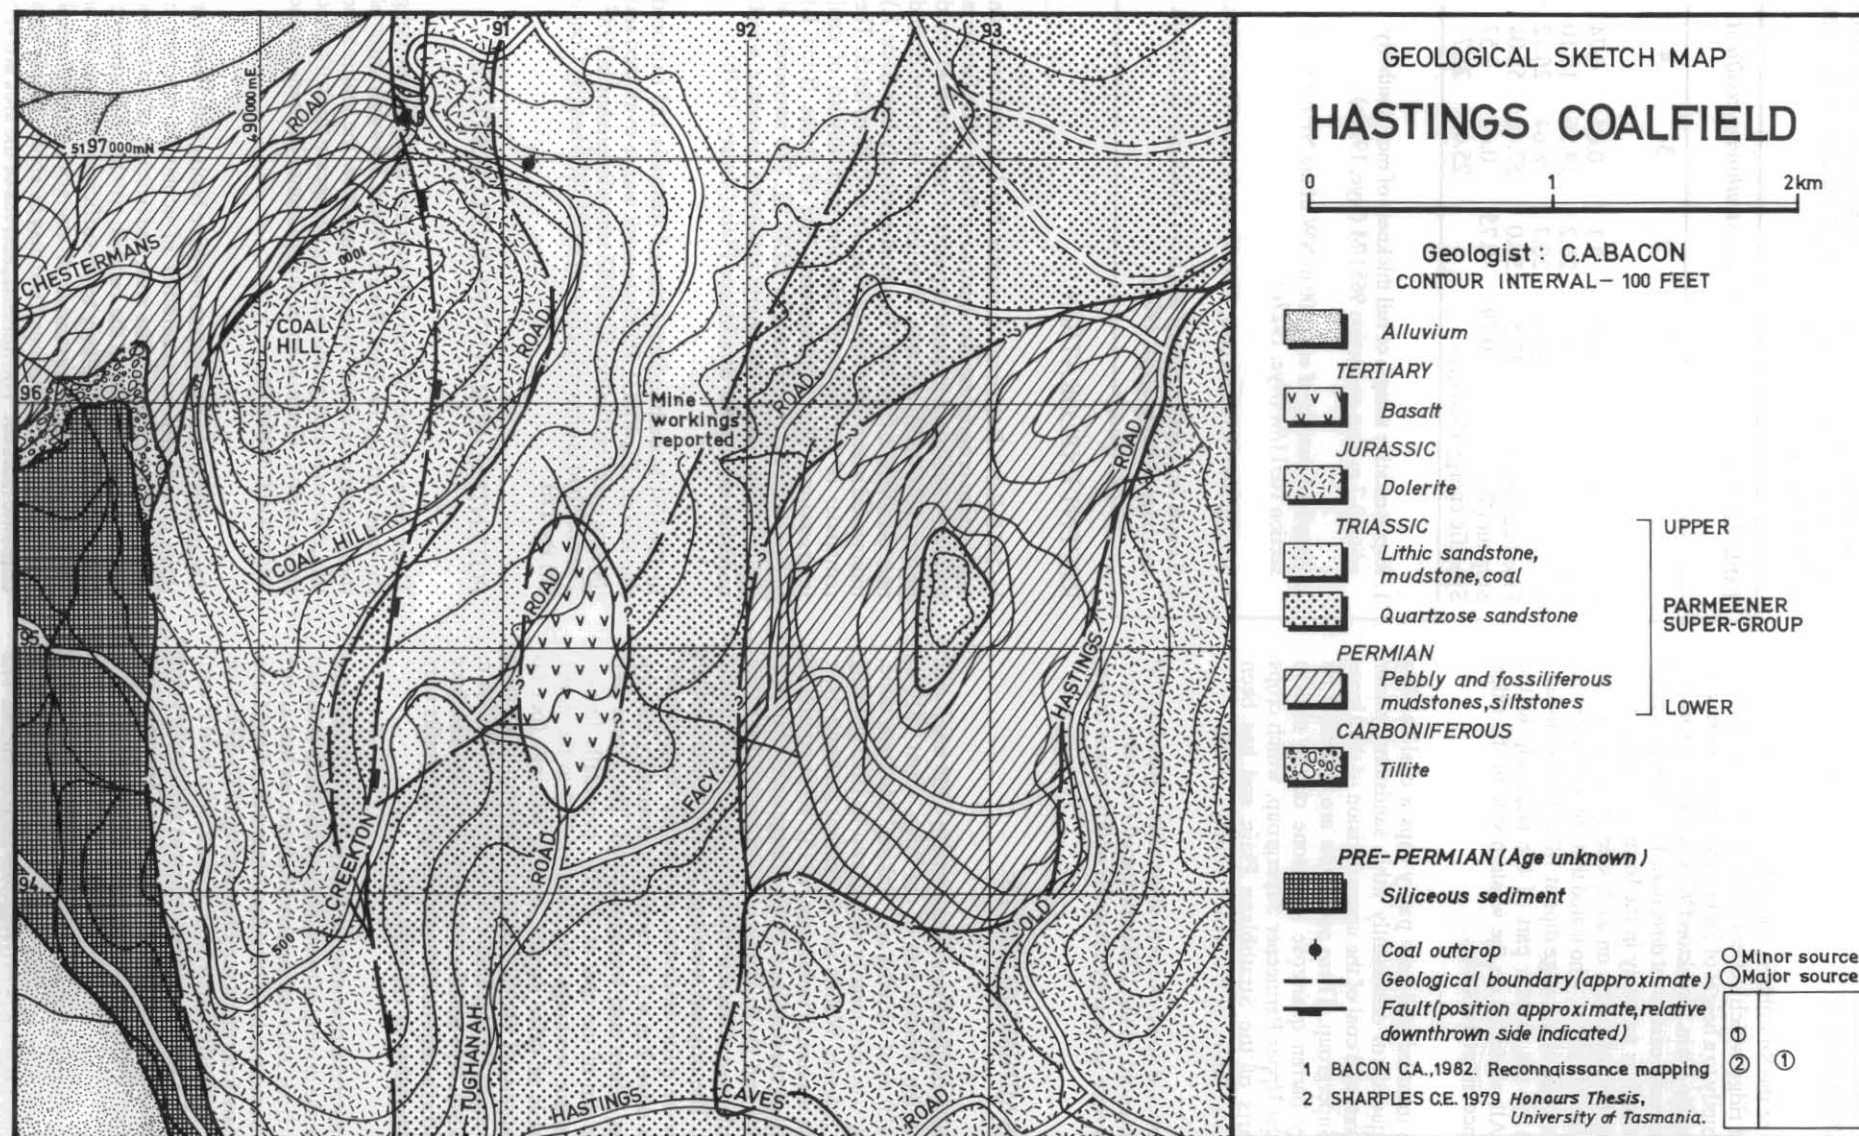 91
92
93
490000mE
5197000mN
ROAD
CHESTERMANS
1000
COAL
HILL
ROAD
96
Mine
workings
reported
ROAD
ROAD
COAL HILL
ROAD
95
HASTINGS
FACY
CREEKTON
ROAD
94
500
OLD
TUGHANAH
HASTINGS
CAVES
ROAD
GEOLOGICAL SKETCH MAP
HASTINGS COALFIELD
0 1 2km
Geologist : C.A.BACON
CONTOUR INTERVAL – 100 FEET
Alluvium
TERTIARY
Basalt
JURASSIC
Dolerite
TRIASSIC
UPPER
Lithic sandstone,
mudstone, coal
Quartzose sandstone
PARMEENER
SUPER-GROUP
PERMIAN
Pebbly and fossiliferous
mudstones, siltstones
LOWER
CARBONIFEROUS
Tillite
PRE-PERMIAN (Age unknown)
Siliceous sediment
Coal outcrop
Geological boundary (approximate)
Fault (position approximate, relative
downthrown side indicated)
Minor source
Major source
1 BACON C.A., 1982. Reconnaissance mapping
2 SHARPLES C.E. 1979 Honours Thesis,
University of Tasmania.
①
②
①